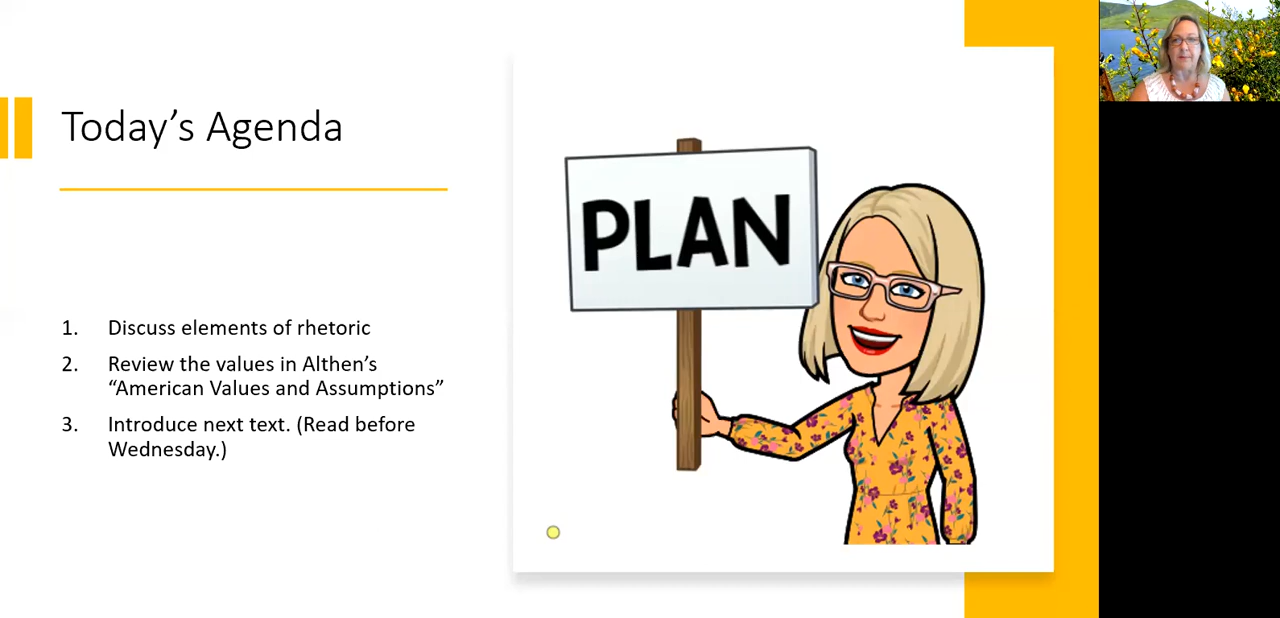 Today’s Agenda
PLAN
1. Discuss elements of rhetoric
2. Review the values in Althen’s
“American Values and Assumptions”
3. Introduce next text. (Read before
Wednesday.)